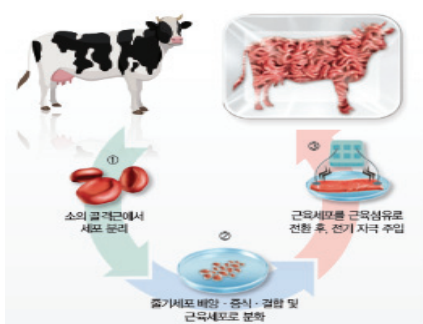 ①
소의 골격근에서
세포 분리
②
줄기세포 배양 · 증식 · 결합 및
근육세포로 분화
③
근육세포를 근육섬유로
전환 후, 전기 자극 주입